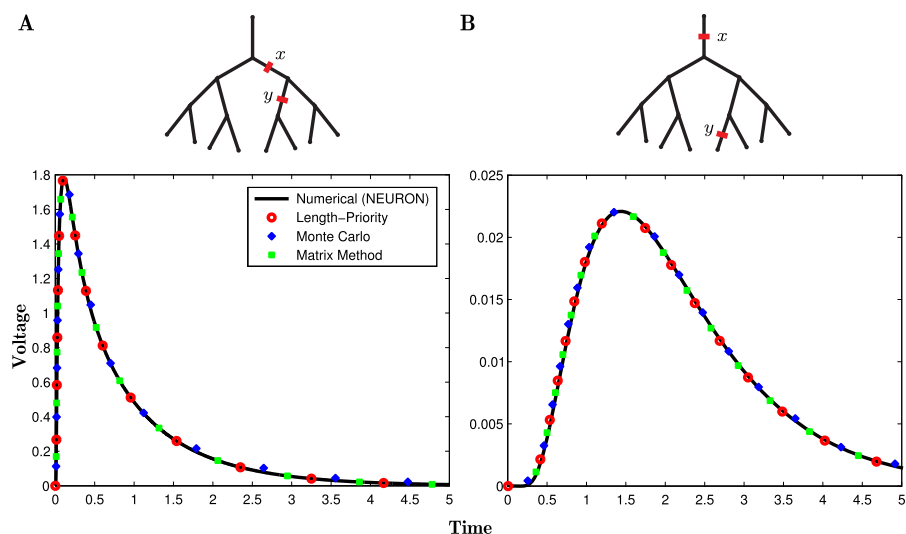 A
B
x
y
x
y
Voltage
1.8
1.6
1.4
1.2
1
0.8
0.6
0.4
0.2
0
0 0.5 1 1.5 2 2.5 3 3.5 4 4.5 5
Numerical (NEURON)
Length−Priority
Monte Carlo
Matrix Method
0.025
0.02
0.015
0.01
0.005
0
0 0.5 1 1.5 2 2.5 3 3.5 4 4.5 5
Time